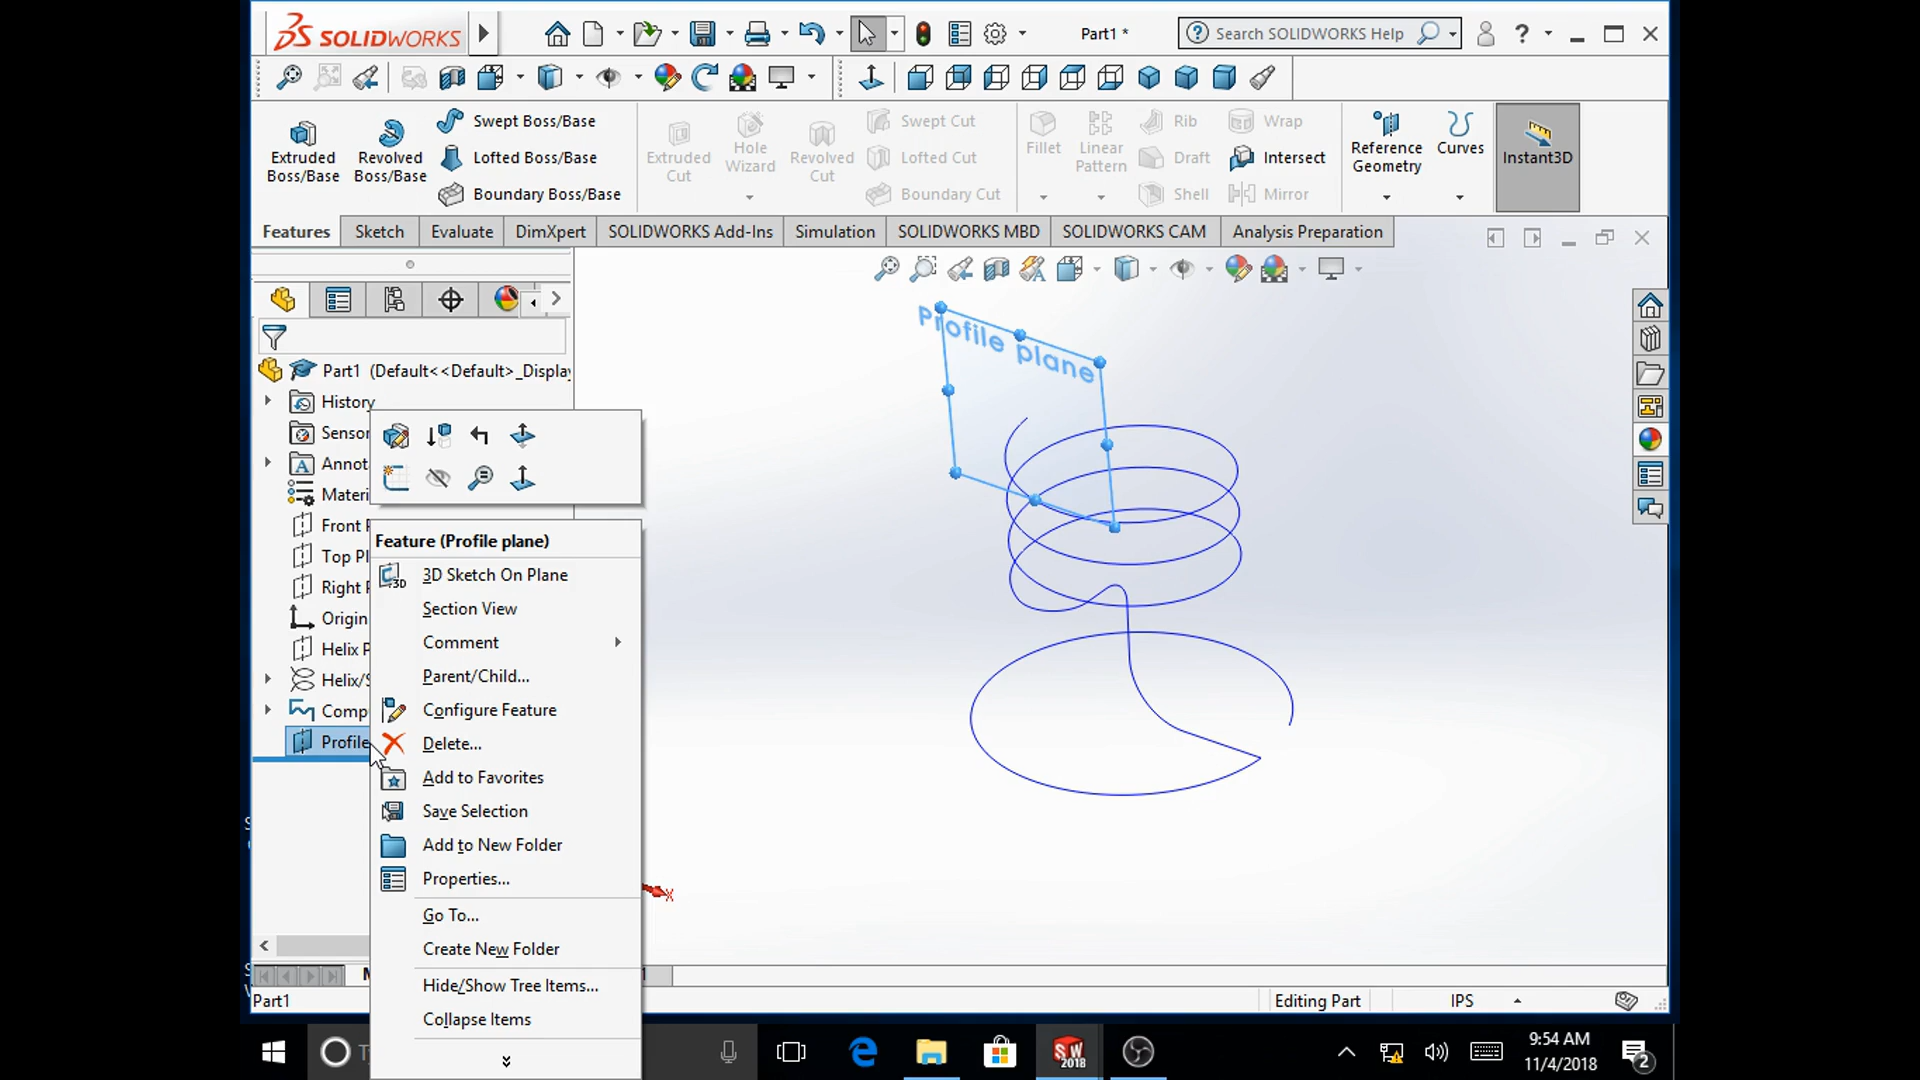 SOLIDWORKS
Part1 *
Search SOLIDWORKS Help
Extruded Boss/Base
Revolved Boss/Base
Swept Boss/Base
Lofted Boss/Base
Boundary Boss/Base
Extruded Cut
Hole Wizard
Revolved Cut
Swept Cut
Lofted Cut
Boundary Cut
Fillet
Linear Pattern
Rib
Draft
Shell
Wrap
Intersect
Mirror
Reference Geometry
Curves
Instant3D
Features
Sketch
Evaluate
DimXpert
SOLIDWORKS Add-Ins
Simulation
SOLIDWORKS MBD
SOLIDWORKS CAM
Analysis Preparation
Part1 (Default<<Default>_Display
History
Sensor
Annot
Materi
Front P
Top Pl
Right P
Origin
Helix P
Helix/S
Comp
Profile
Feature (Profile plane)
3D Sketch On Plane
Section View
Comment
Parent/Child...
Configure Feature
Delete...
Add to Favorites
Save Selection
Add to New Folder
Properties...
Go To...
Create New Folder
Hide/Show Tree Items...
Collapse Items
Profile plane
X
Part1
Editing Part
IPS
SW
2018
9:54 AM
11/4/2018
2